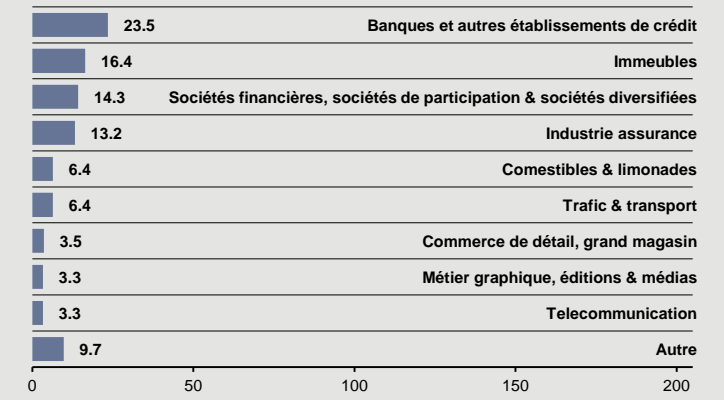 23.5 Banques et autres établissements de crédit
16.4 Immeubles
14.3 Sociétés financières, sociétés de participation & sociétés diversifiées
13.2 Industrie assurance
6.4 Comestibles & limonades
6.4 Trafic & transport
3.5 Commerce de détail, grand magasin
3.3 Métier graphique, éditions & médias
3.3 Telecommunication
9.7 Autre
0 50 100 150 200